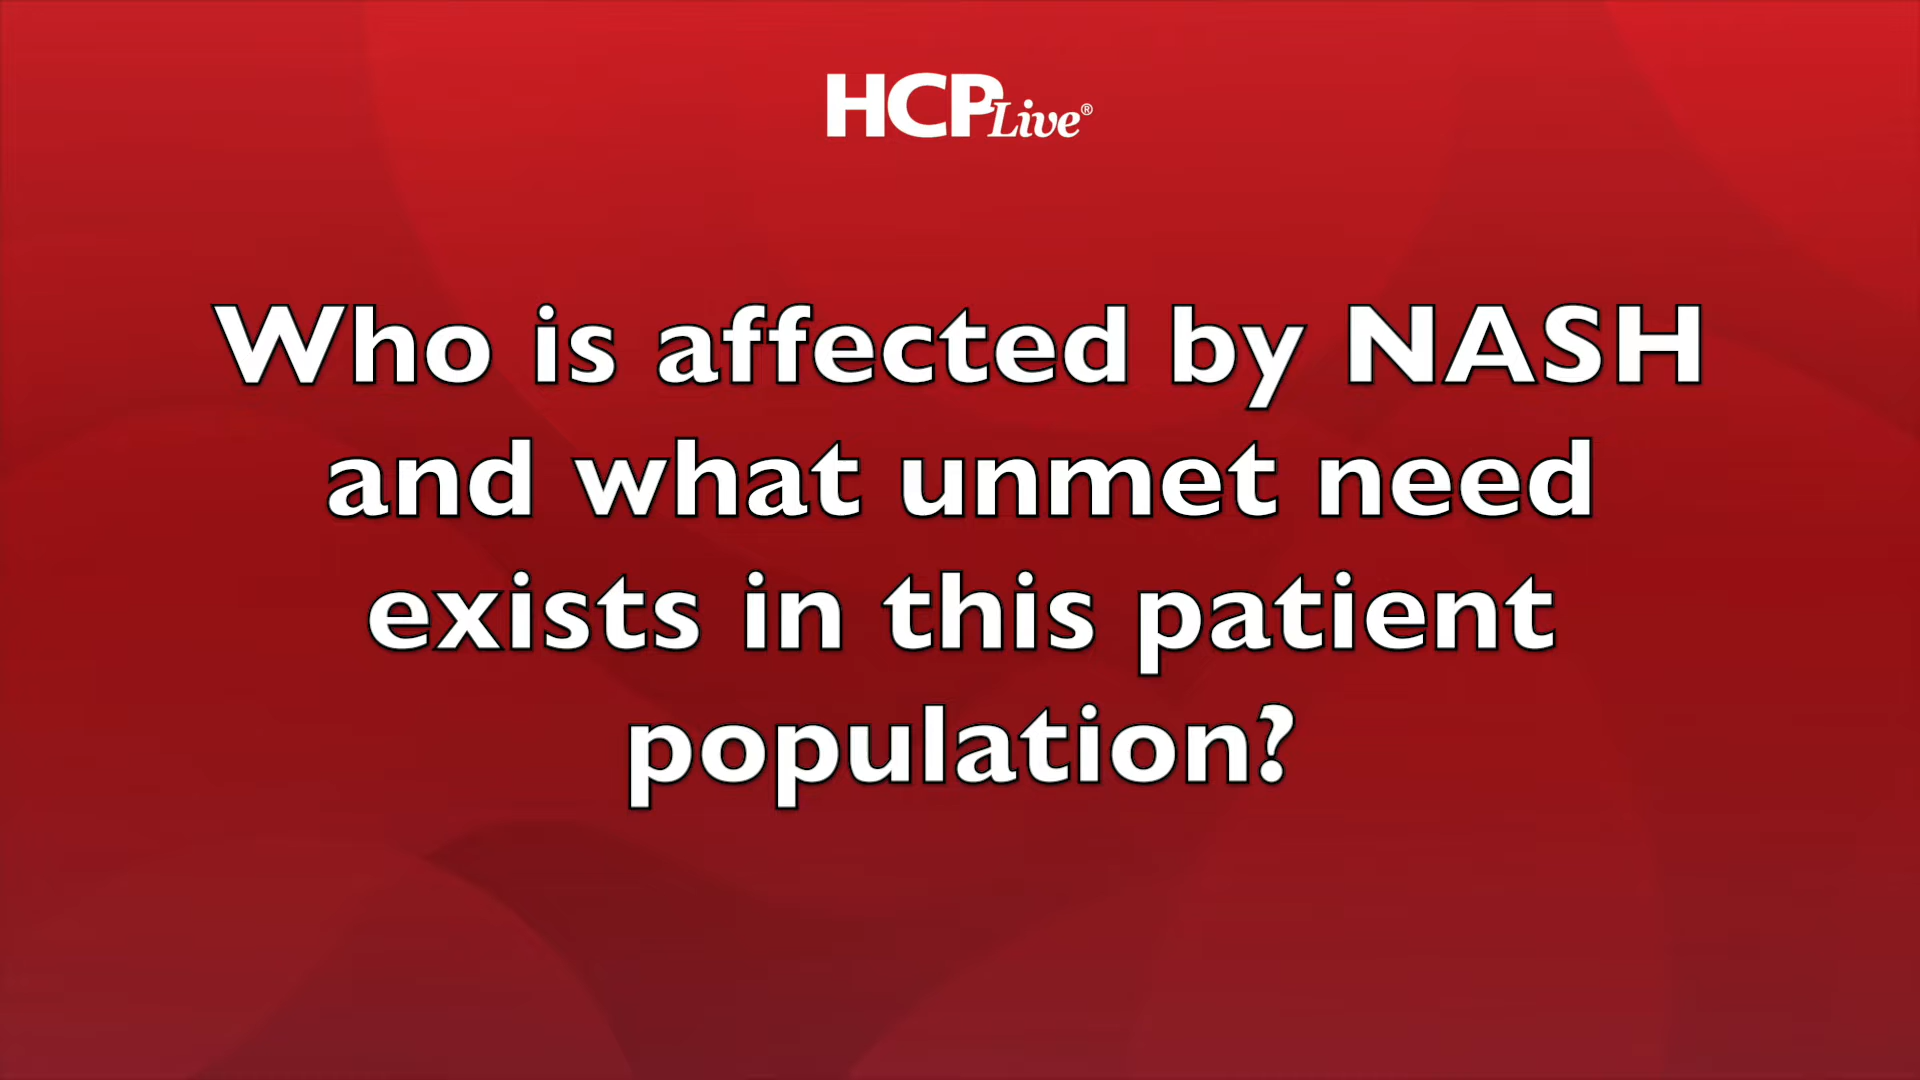 HCPLive®
Who is affected by NASH
and what unmet need
exists in this patient
population?